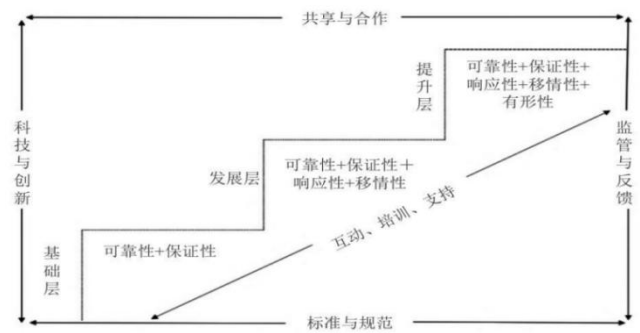 共享与合作
提升层
可靠性+保证性+
响应性+移情性+
有形性
科技与创新
监管与反馈
发展层
可靠性+保证性+
响应性+移情性
互动、培训、支持
基础层
可靠性+保证性
标准与规范